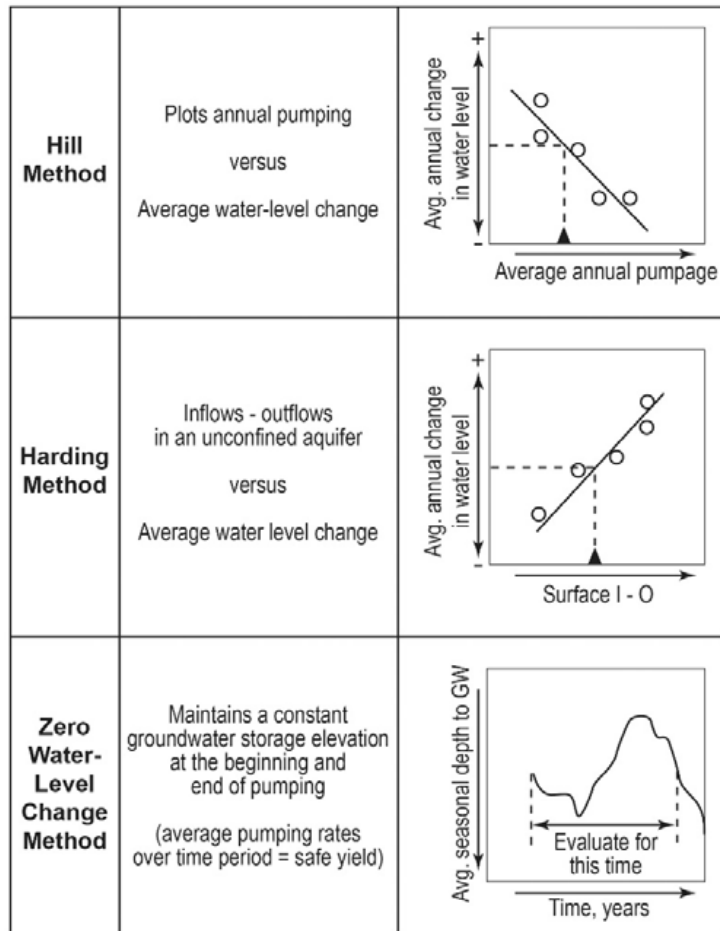 Hill
Method
Plots annual pumping
versus
Average water-level change
+
Avg. annual change
in water level
-
Average annual pumpage
Harding
Method
Inflows - outflows
in an unconfined aquifer
versus
Average water level change
+
Avg. annual change
in water level
-
Surface I - O
Zero
Water-
Level
Change
Method
Maintains a constant
groundwater storage elevation
at the beginning and
end of pumping
(average pumping rates
over time period = safe yield)
Avg. seasonal depth to GW
Evaluate for
this time
Time, years